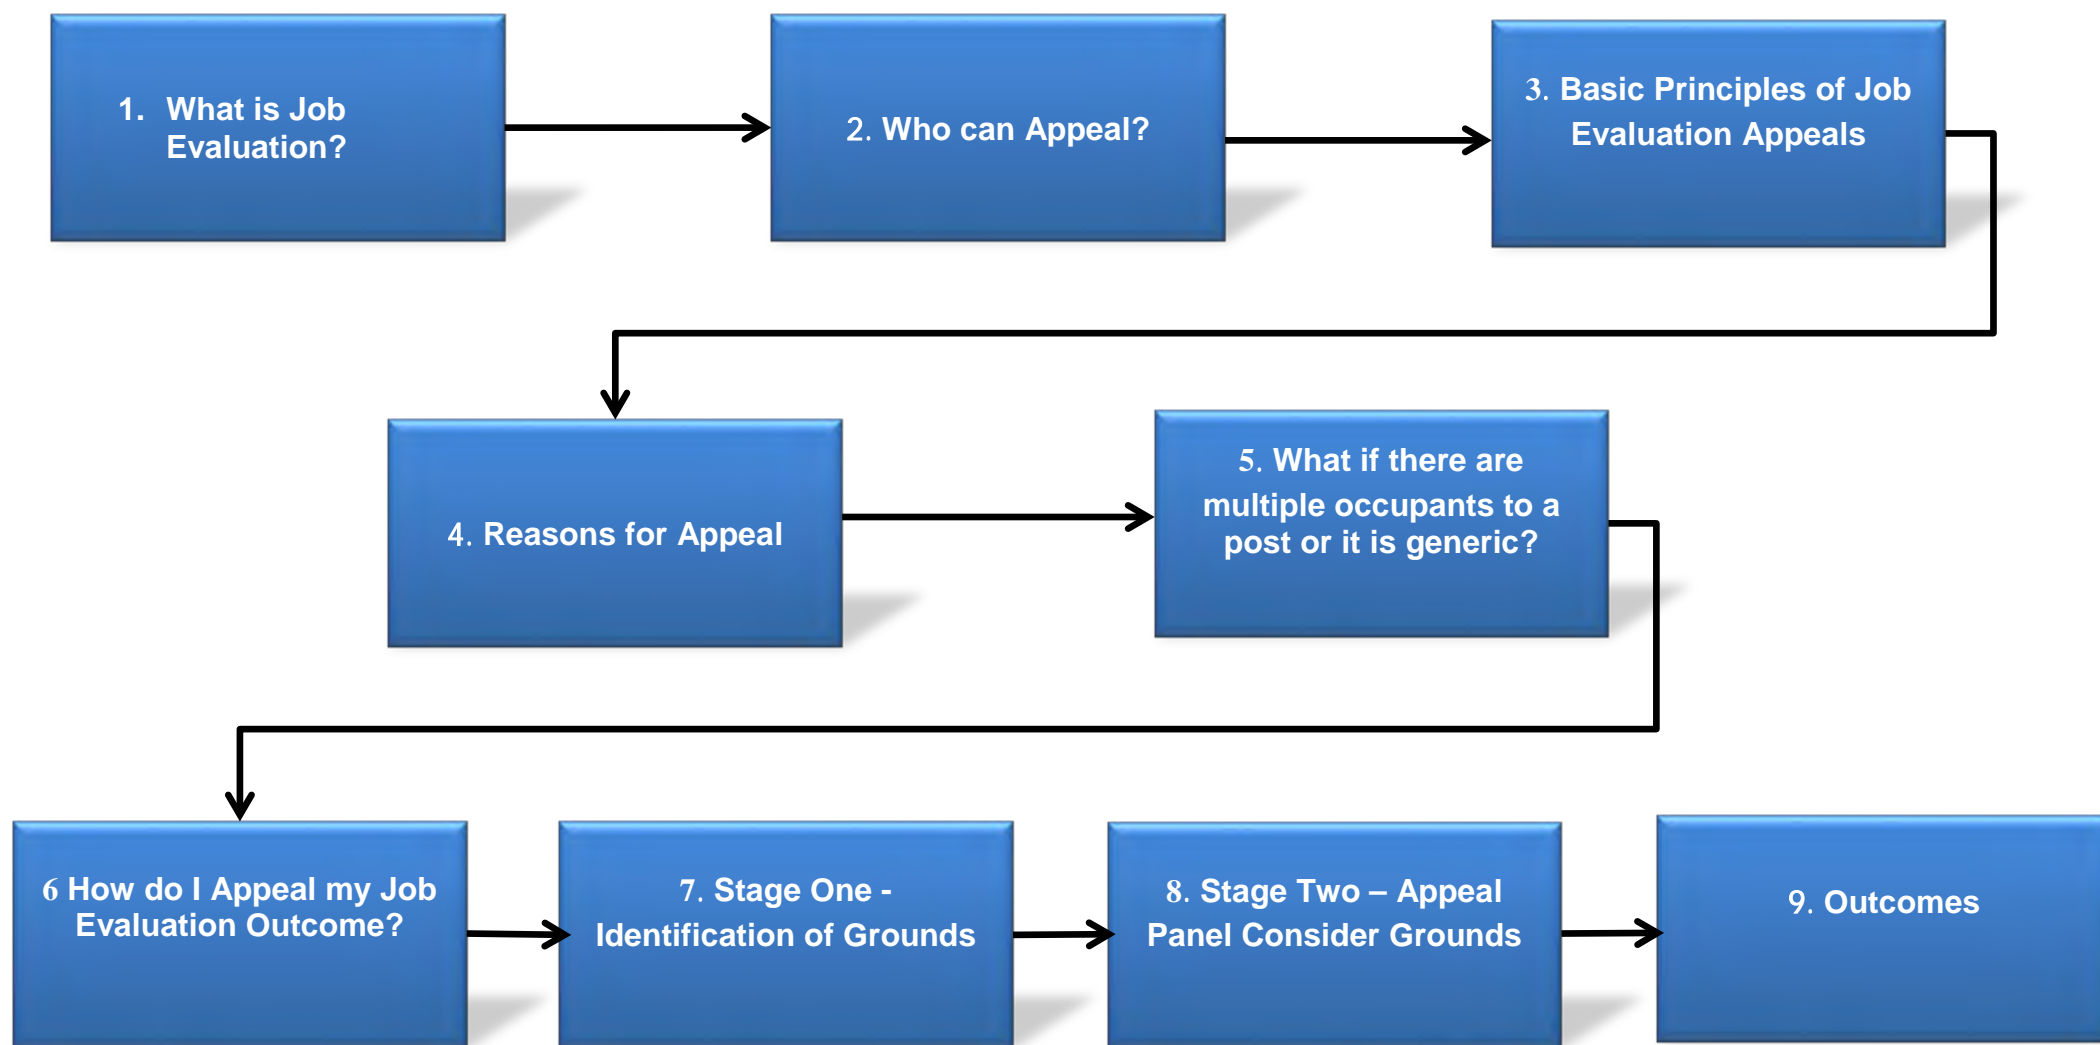 1. What is Job
Evaluation?
2. Who can Appeal?
3. Basic Principles of Job
Evaluation Appeals
4. Reasons for Appeal
5. What if there are
multiple occupants to a
post or it is generic?
6 How do I Appeal my Job
Evaluation Outcome?
7. Stage One -
Identification of Grounds
8. Stage Two – Appeal
Panel Consider Grounds
9. Outcomes